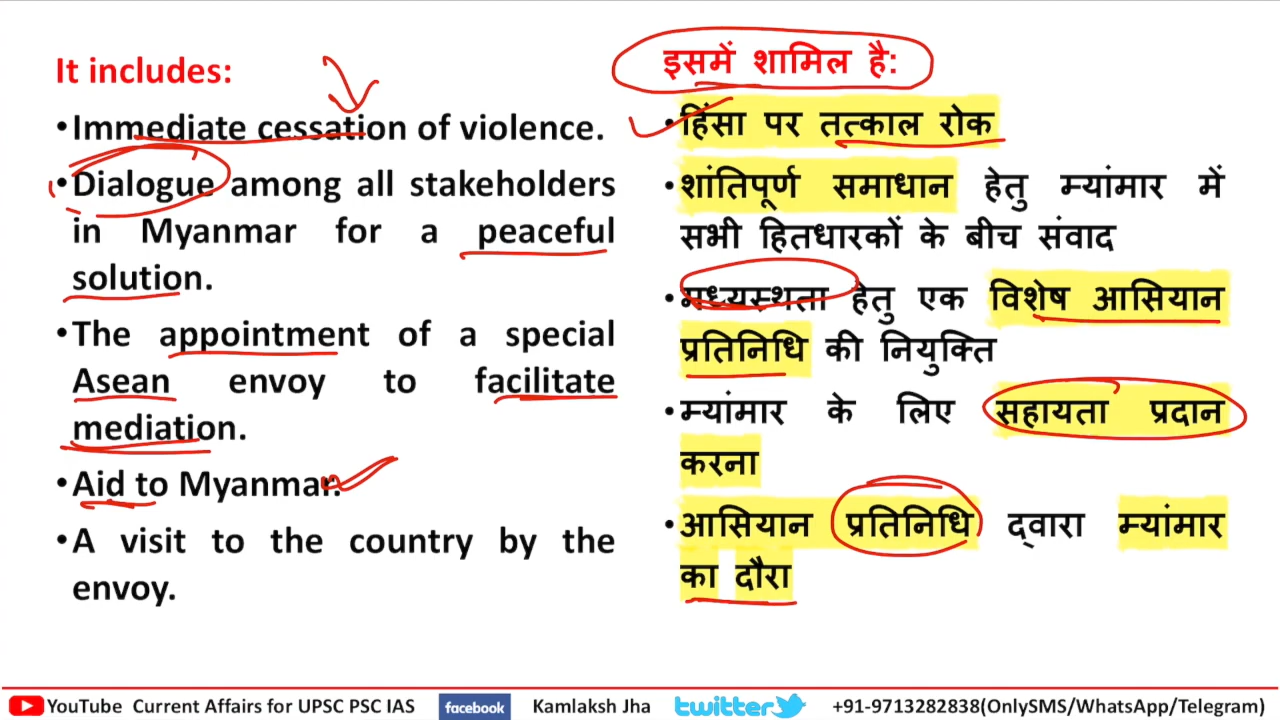 It includes:
•Immediate cessation of violence.
•Dialogue among all stakeholders
in Myanmar for a peaceful
solution.
•The appointment of a special
Asean envoy to facilitate
mediation.
•Aid to Myanmar.
•A visit to the country by the
envoy.
इसमें शामिल है:
•हिंसा पर तत्काल रोक
•शांतिपूर्ण समाधान हेतु म्यांमार में
सभी हितधारकों के बीच संवाद
•मध्यस्थता हेतु एक विशेष आसियान
प्रतिनिधि की नियुक्ति
•म्यांमार के लिए सहायता प्रदान
करना
•आसियान प्रतिनिधि द्वारा म्यांमार
का दौरा
YouTube Current Affairs for UPSC PSC IAS facebook Kamlaksh Jha twitter +91-9713282838(OnlySMS/WhatsApp/Telegram)